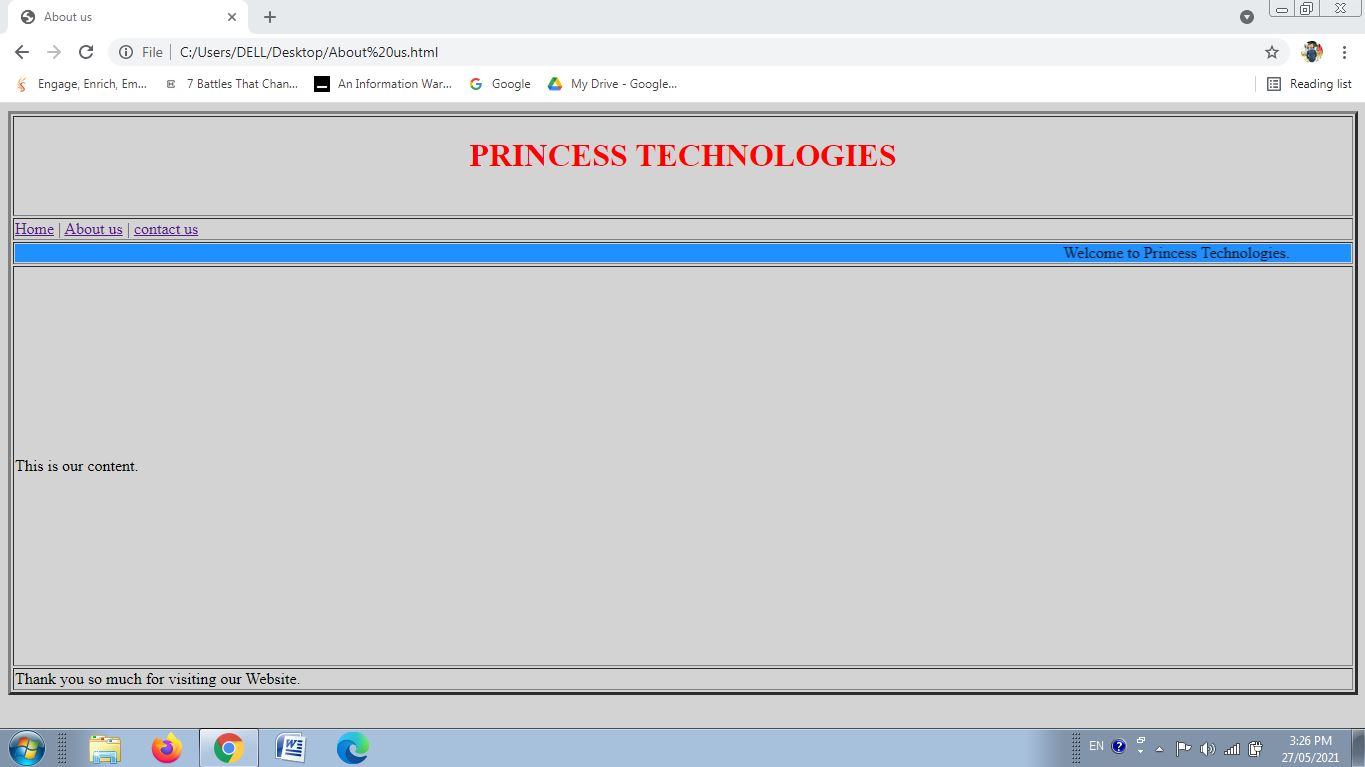 About us
File | C:/Users/DELL/Desktop/About%20us.html
Engage, Enrich, Em... 7 Battles That Chan... An Information War... Google My Drive - Google... Reading list
PRINCESS TECHNOLOGIES
Home | About us | contact us
Welcome to Princess Technologies.
This is our content.
Thank you so much for visiting our Website.
EN 3:26 PM
27/05/2021